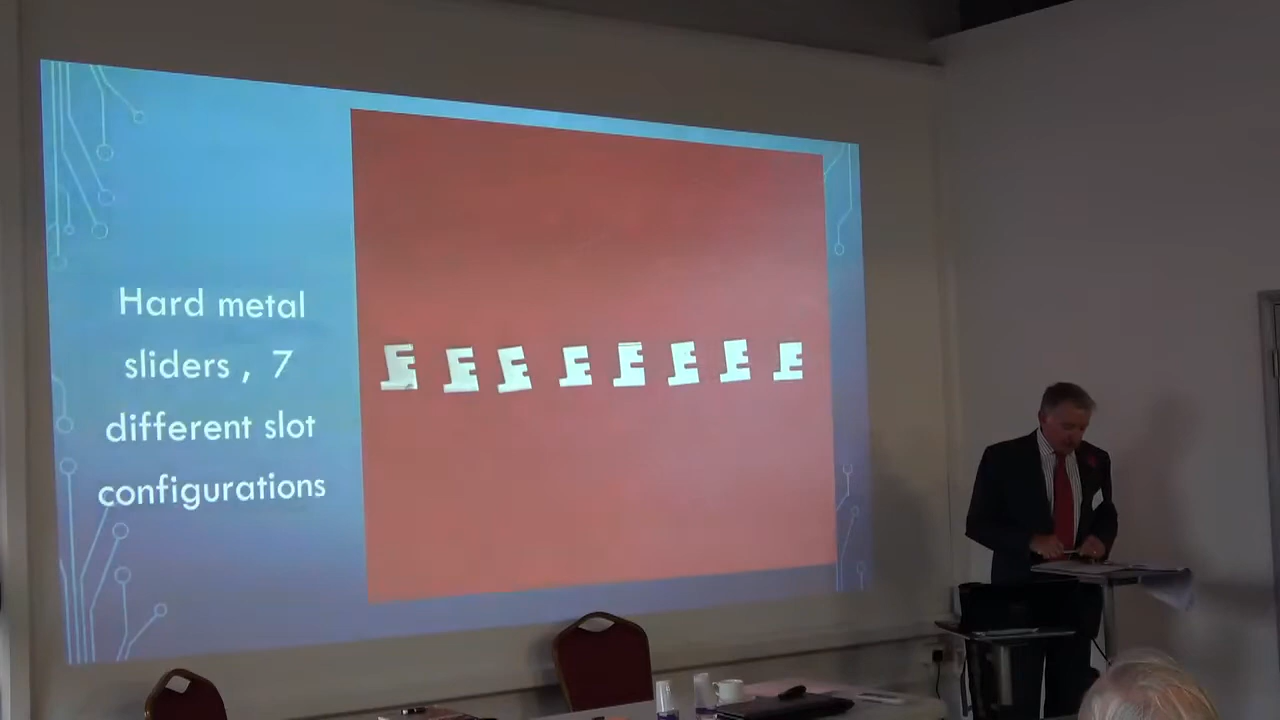 Hard metal
sliders , 7
different slot
configurations